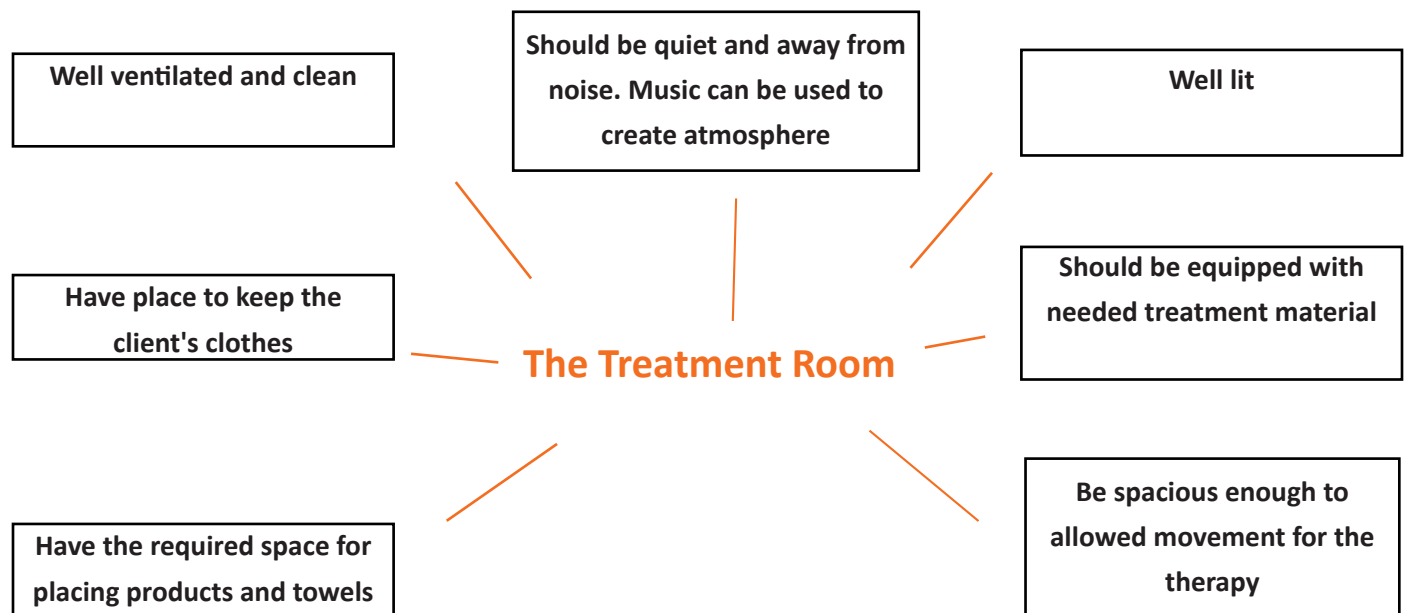 Well ventilated and clean
Should be quiet and away from
noise. Music can be used to
create atmosphere
Well lit
Have place to keep the
client's clothes
The Treatment Room
Should be equipped with
needed treatment material
Have the required space for
placing products and towels
Be spacious enough to
allowed movement for the
therapy